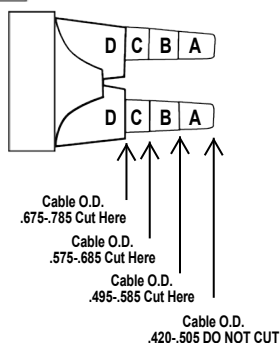 D C B A
D C B A
Cable O.D.
.675-.785 Cut Here
Cable O.D.
.575-.685 Cut Here
Cable O.D.
.495-.585 Cut Here
Cable O.D.
.420-.505 DO NOT CUT